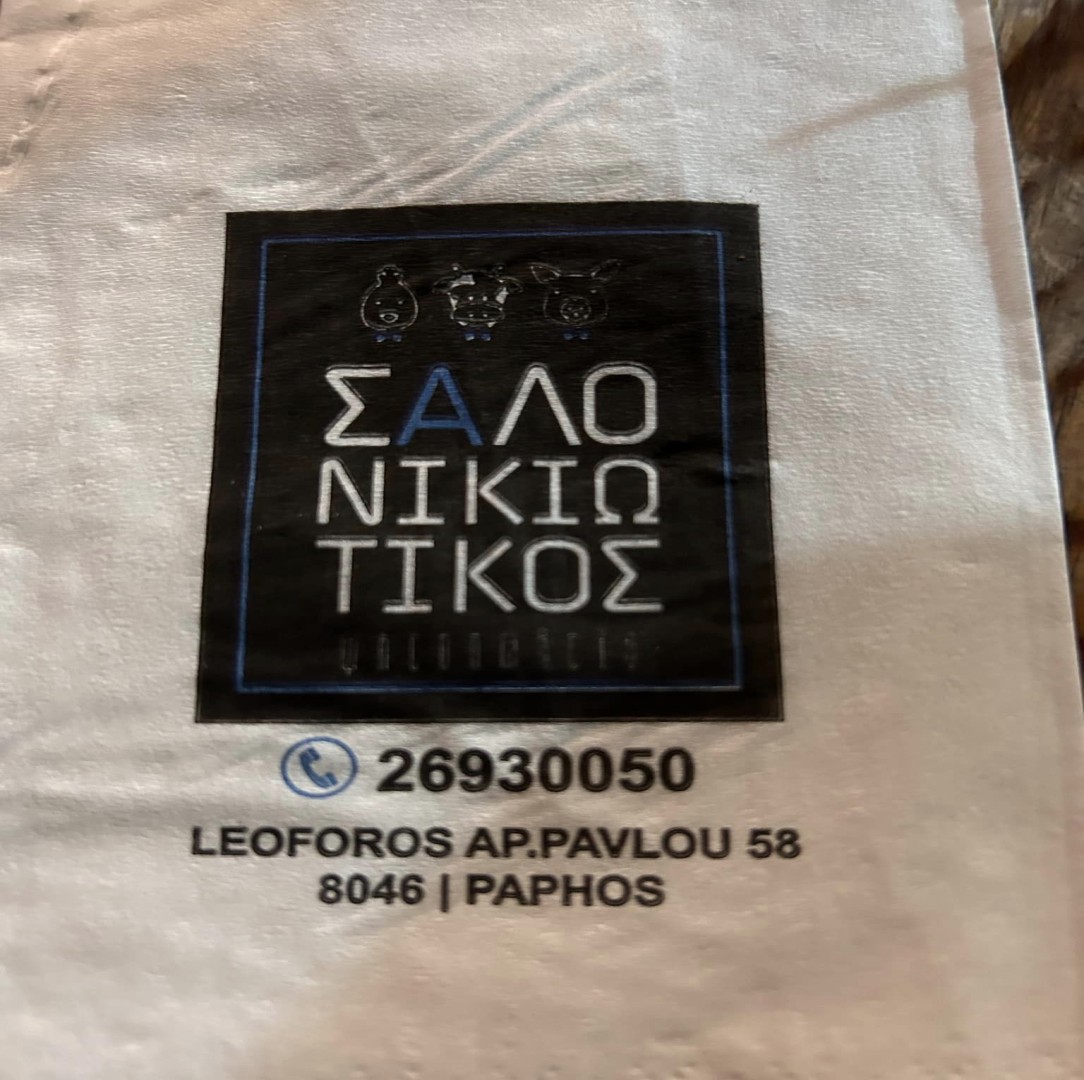 ΣΑΛΟ
ΝΙΚΙΩ
ΤΙΚΟΣ
26930050
LEOFOROS AP.PAVLOU 58
8046 | PAPHOS